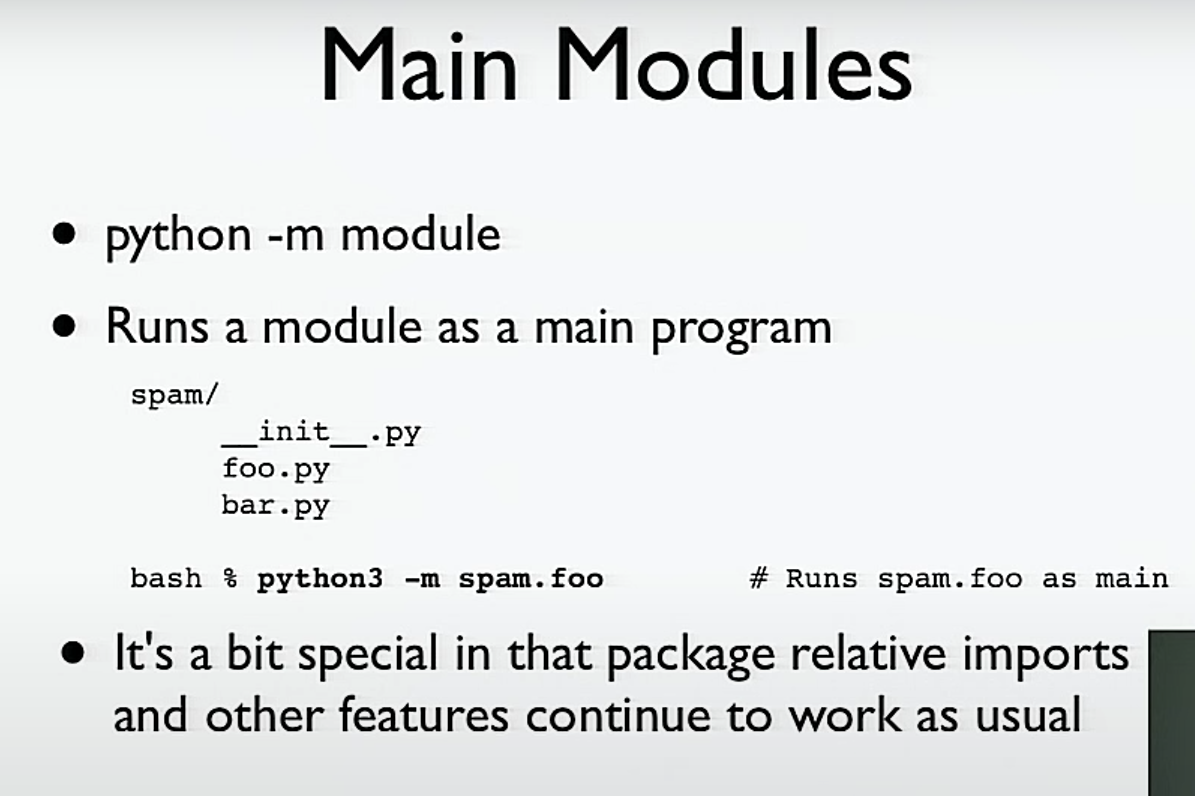 Main Modules
• python -m module
• Runs a module as a main program
spam/
__init__.py
foo.py
bar.py
bash % python3 -m spam.foo # Runs spam.foo as main
• It's a bit special in that package relative imports
and other features continue to work as usual